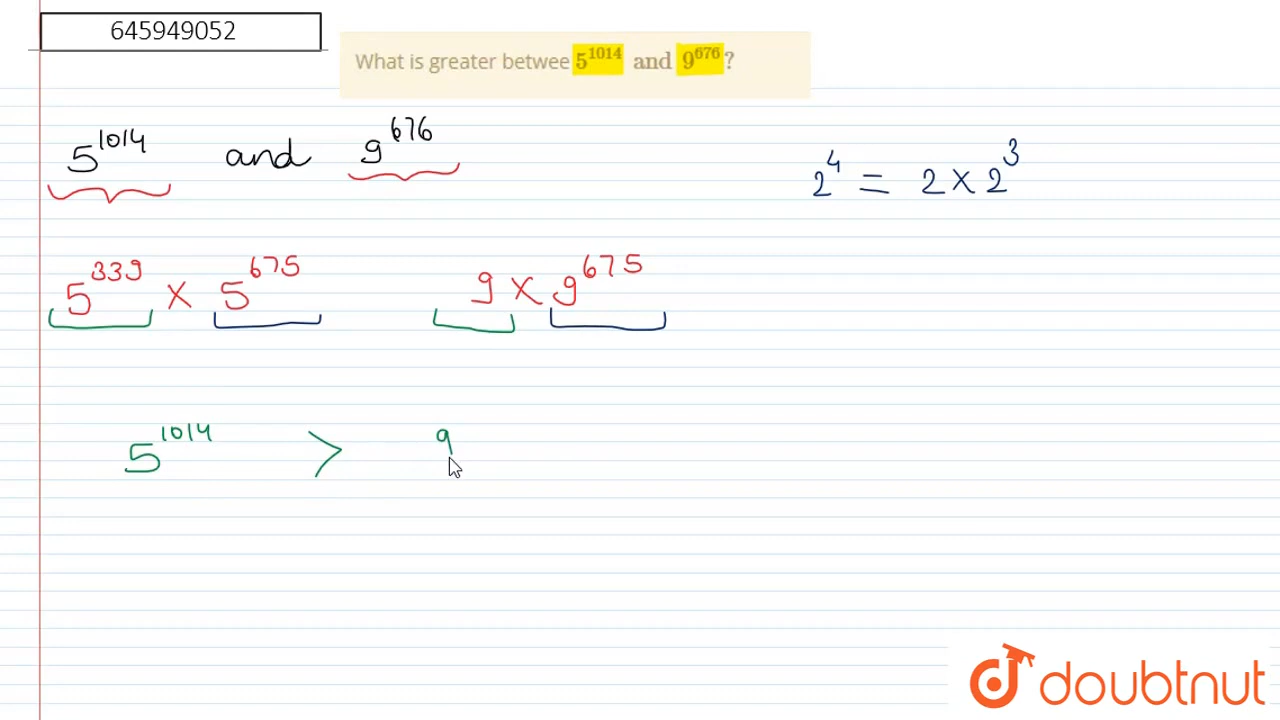 645949052
What is greater betwee 5^1014 and 9^676?
5^1014 and 9^676
2^4 = 2 × 2^3
5^339 × 5^675 9 × 9^675
5^1014 > 9
doubtnut